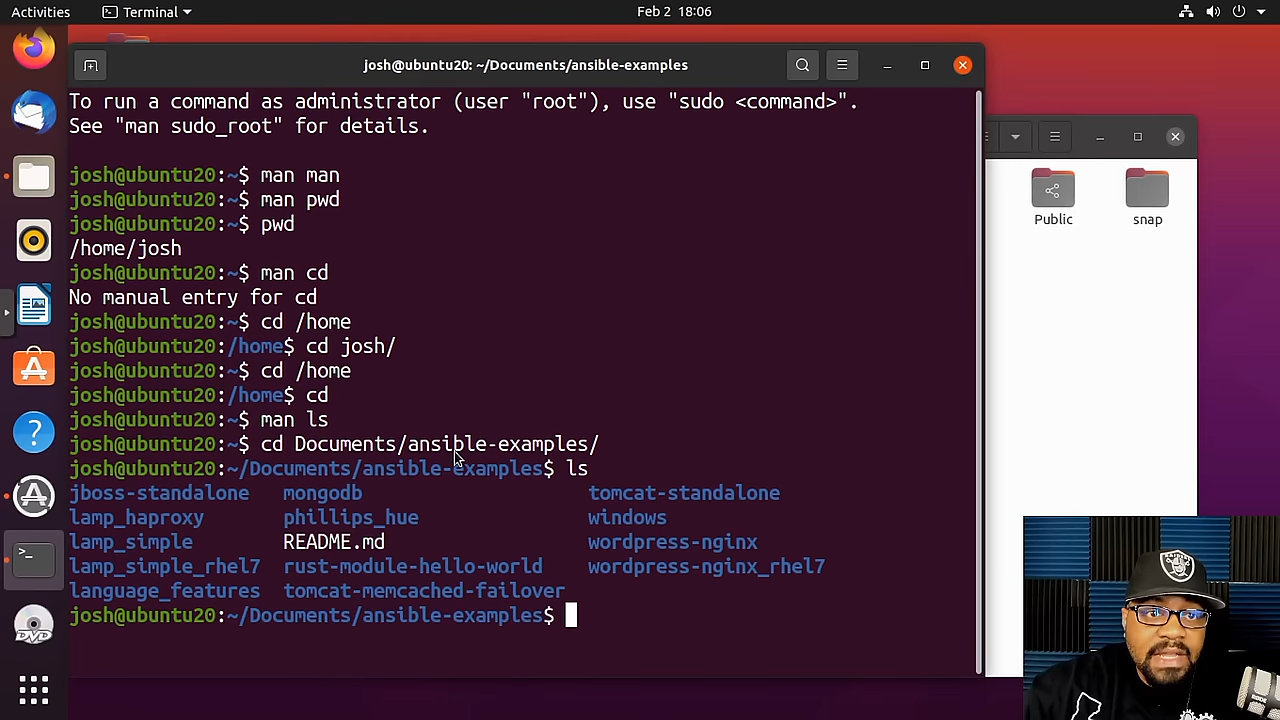 Activities
Terminal
Feb 2 18:06
josh@ubuntu20: ~/Documents/ansible-examples
To run a command as administrator (user "root"), use "sudo <command>".
See "man sudo_root" for details.
josh@ubuntu20:~$ man man
josh@ubuntu20:~$ man pwd
josh@ubuntu20:~$ pwd
/home/josh
josh@ubuntu20:~$ man cd
No manual entry for cd
josh@ubuntu20:~$ cd /home
josh@ubuntu20:/home$ cd josh/
josh@ubuntu20:~$ cd /home
josh@ubuntu20:/home$ cd
josh@ubuntu20:~$ man ls
josh@ubuntu20:~$ cd Documents/ansible-examples/
josh@ubuntu20:~/Documents/ansible-examples$ ls
jboss-standalone mongodb tomcat-standalone
lamp_haproxy phillips_hue windows
lamp_simple README.md wordpress-nginx
lamp_simple_rhel7 rust-module-hello-world wordpress-nginx_rhel7
language_features tomcat-memcached-failover
josh@ubuntu20:~/Documents/ansible-examples$
Public
snap
DVD
RAIDERS
RODE